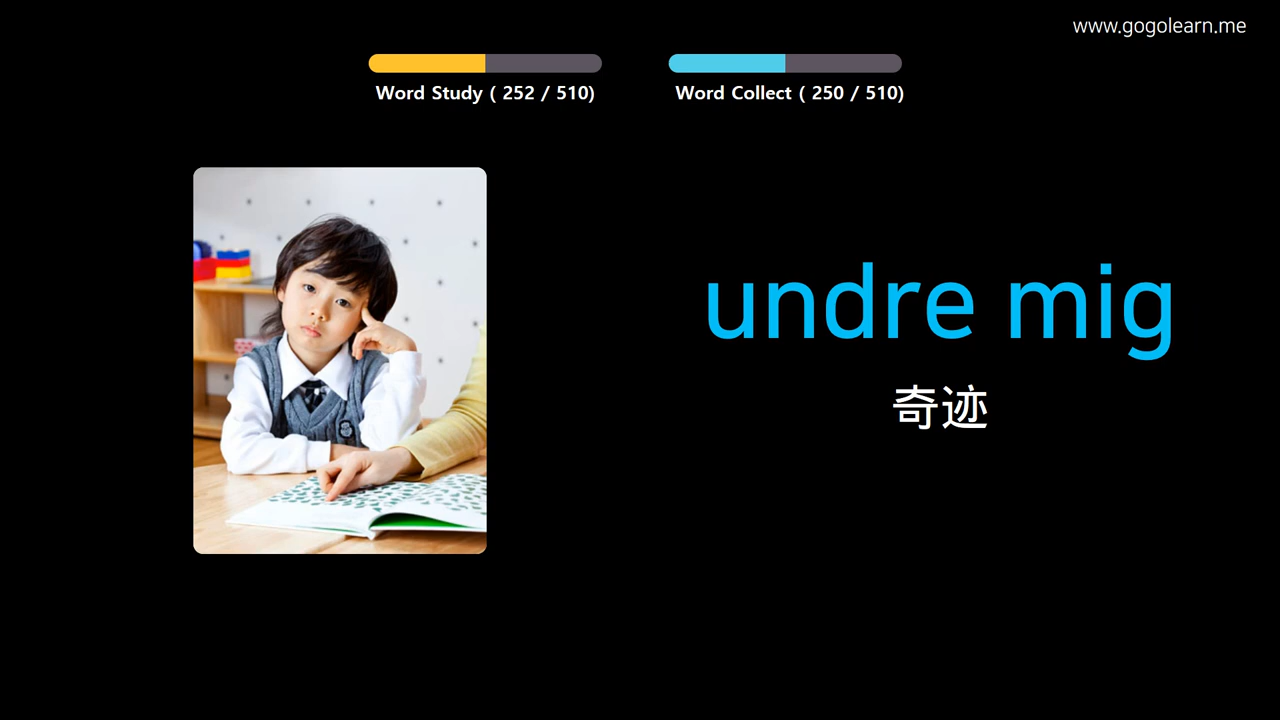 www.gogolearn.me
Word Study ( 252 / 510)
Word Collect ( 250 / 510)
undre mig
奇迹